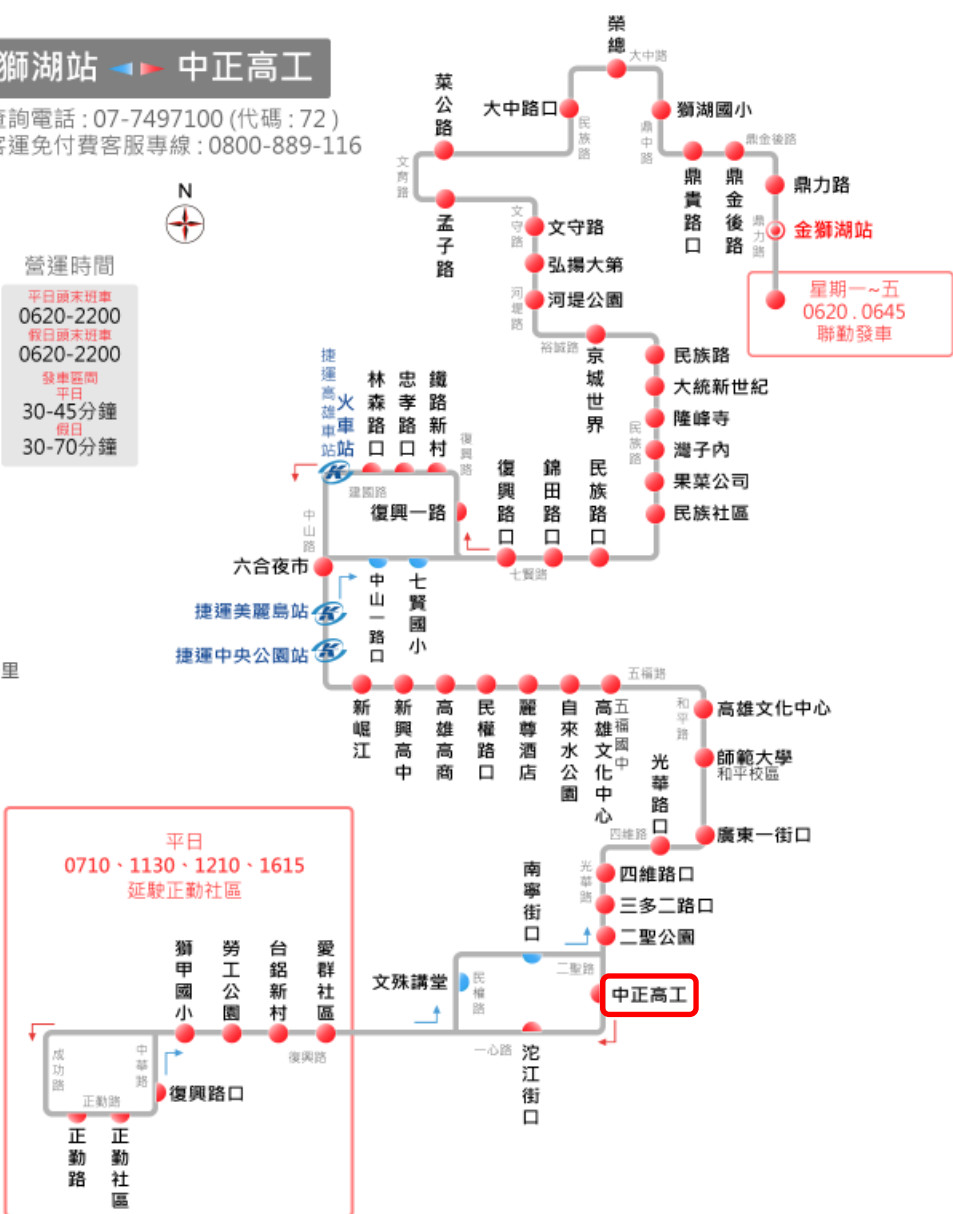 獅湖站 中正高工
查詢電話 : 07-7497100 (代碼 : 72 )
客運免付費客服專線 : 0800-889-116
N
營運時間
平日頭末班車
0620-2200
假日頭末班車
0620-2200
發車區間
平日
30-45分鐘
假日
30-70分鐘
榮總
大中路
大中路口
民族路
菜公路
文育路
孟子路
獅湖國小
鼎中路
鼎貴路口
鼎金後路
鼎金後路
鼎力路
鼎力路
金獅湖站
星期一~五
0620 . 0645
聯勤發車
文守路
文守路
弘揚大第
河堤公園
河堤路
裕誠路
京城世界
民族路
大統新世紀
隆峰寺
民族路
灣子內
果菜公司
民族社區
民族路口
錦田路口
復興路口
七賢路
復興一路
復興路
鐵路新村
忠孝路口
林森路口
火車站
捷運高雄車站
建國路
中山路
六合夜市
中山一路口
七賢國小
捷運美麗島站
捷運中央公園站
里
新崛江
新興高中
高雄高商
民權路口
麗尊酒店
自來水公園
高雄文化中心
五福國中
五福路
和平路
高雄文化中心
師範大學
和平校區
廣東一街口
光華路口
四維路
光華路
四維路口
三多二路口
二聖公園
二聖路
南寧街口
文殊講堂
民權路
中正高工
一心路
沱江街口
平日
0710、1130、1210、1615
延駛正勤社區
獅甲國小
勞工公園
台鋁新村
愛群社區
復興路
成功路
中華路
復興路口
正勤路
正勤路
正勤社區